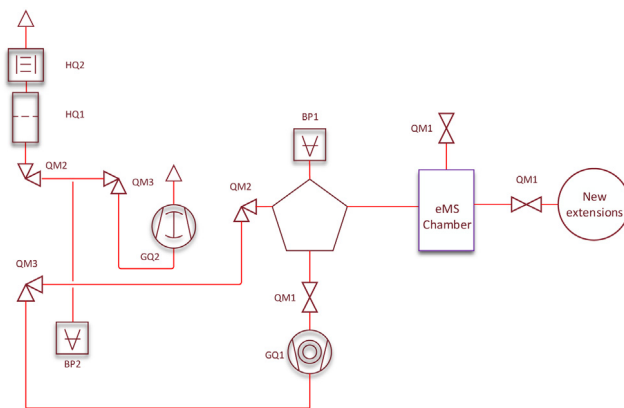 HQ2
HQ1
BP1
QM1
QM2
QM3
QM2
QM1
New
extensions
eMS
Chamber
GQ2
QM3
QM1
BP2
GQ1